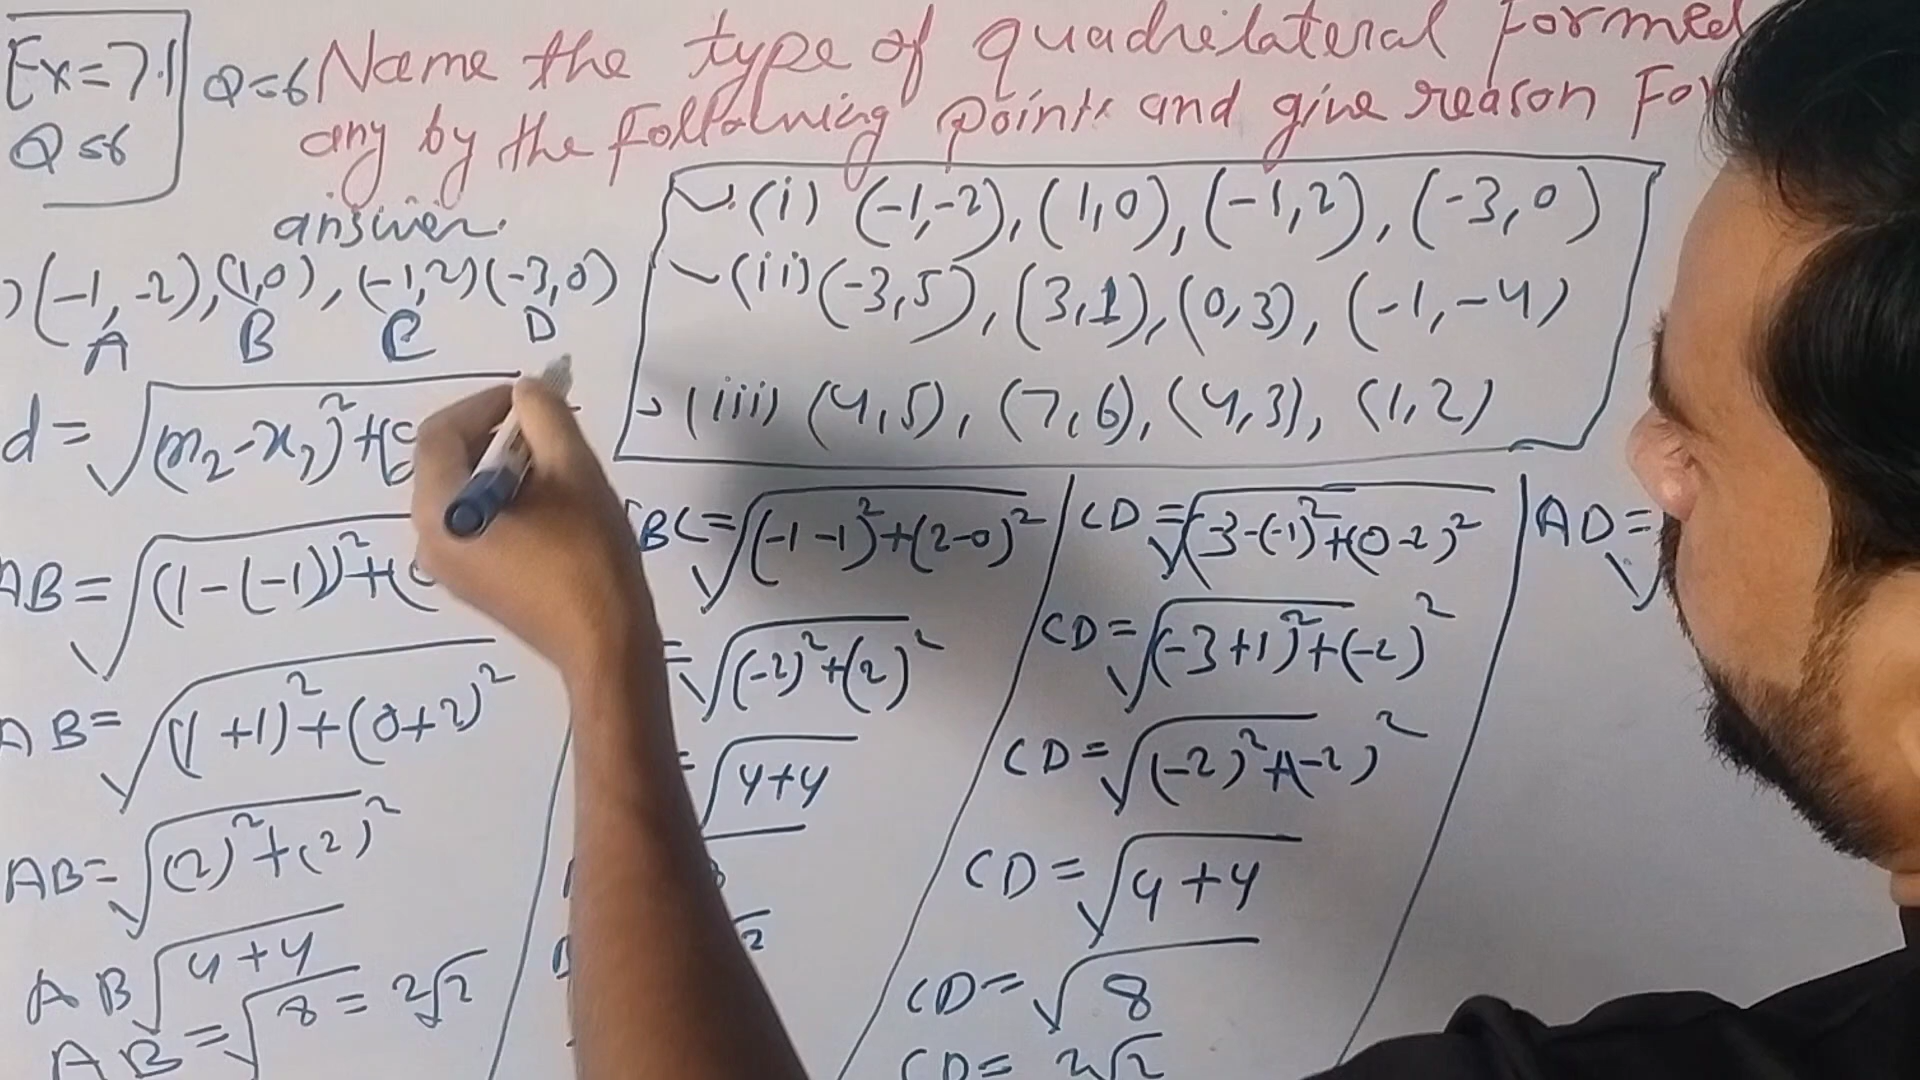 Ex=7.1
Q=6
Q=6 Name the type of quadrilateral formed
any by the following points and give reason For
answer.
(i) (-1,-2), (1,0), (-1,2), (-3,0)
(ii) (-3,5), (3,1), (0,3), (-1,-4)
(iii) (4,5), (7,6), (4,3), (1,2)
(-1,-2), (1,0), (-1,2) (-3,0)
A B C D
d=√(x₂-x₁)²+(
AB=√(1-(-1))²+(
AB=√(1+1)²+(0+2)²
AB=√(2)²+(2)²
AB√4+4
AB=√8=2√2
BC=√(-1-1)²+(2-0)²
=√(-2)²+(2)²
=√4+4
CD=√(-3-(-1)²+(0-2)²
CD=√(-3+1)²+(-2)²
CD=√(-2)²+(-2)²
CD=√4+4
CD=√8
CD=2√2
AD=√